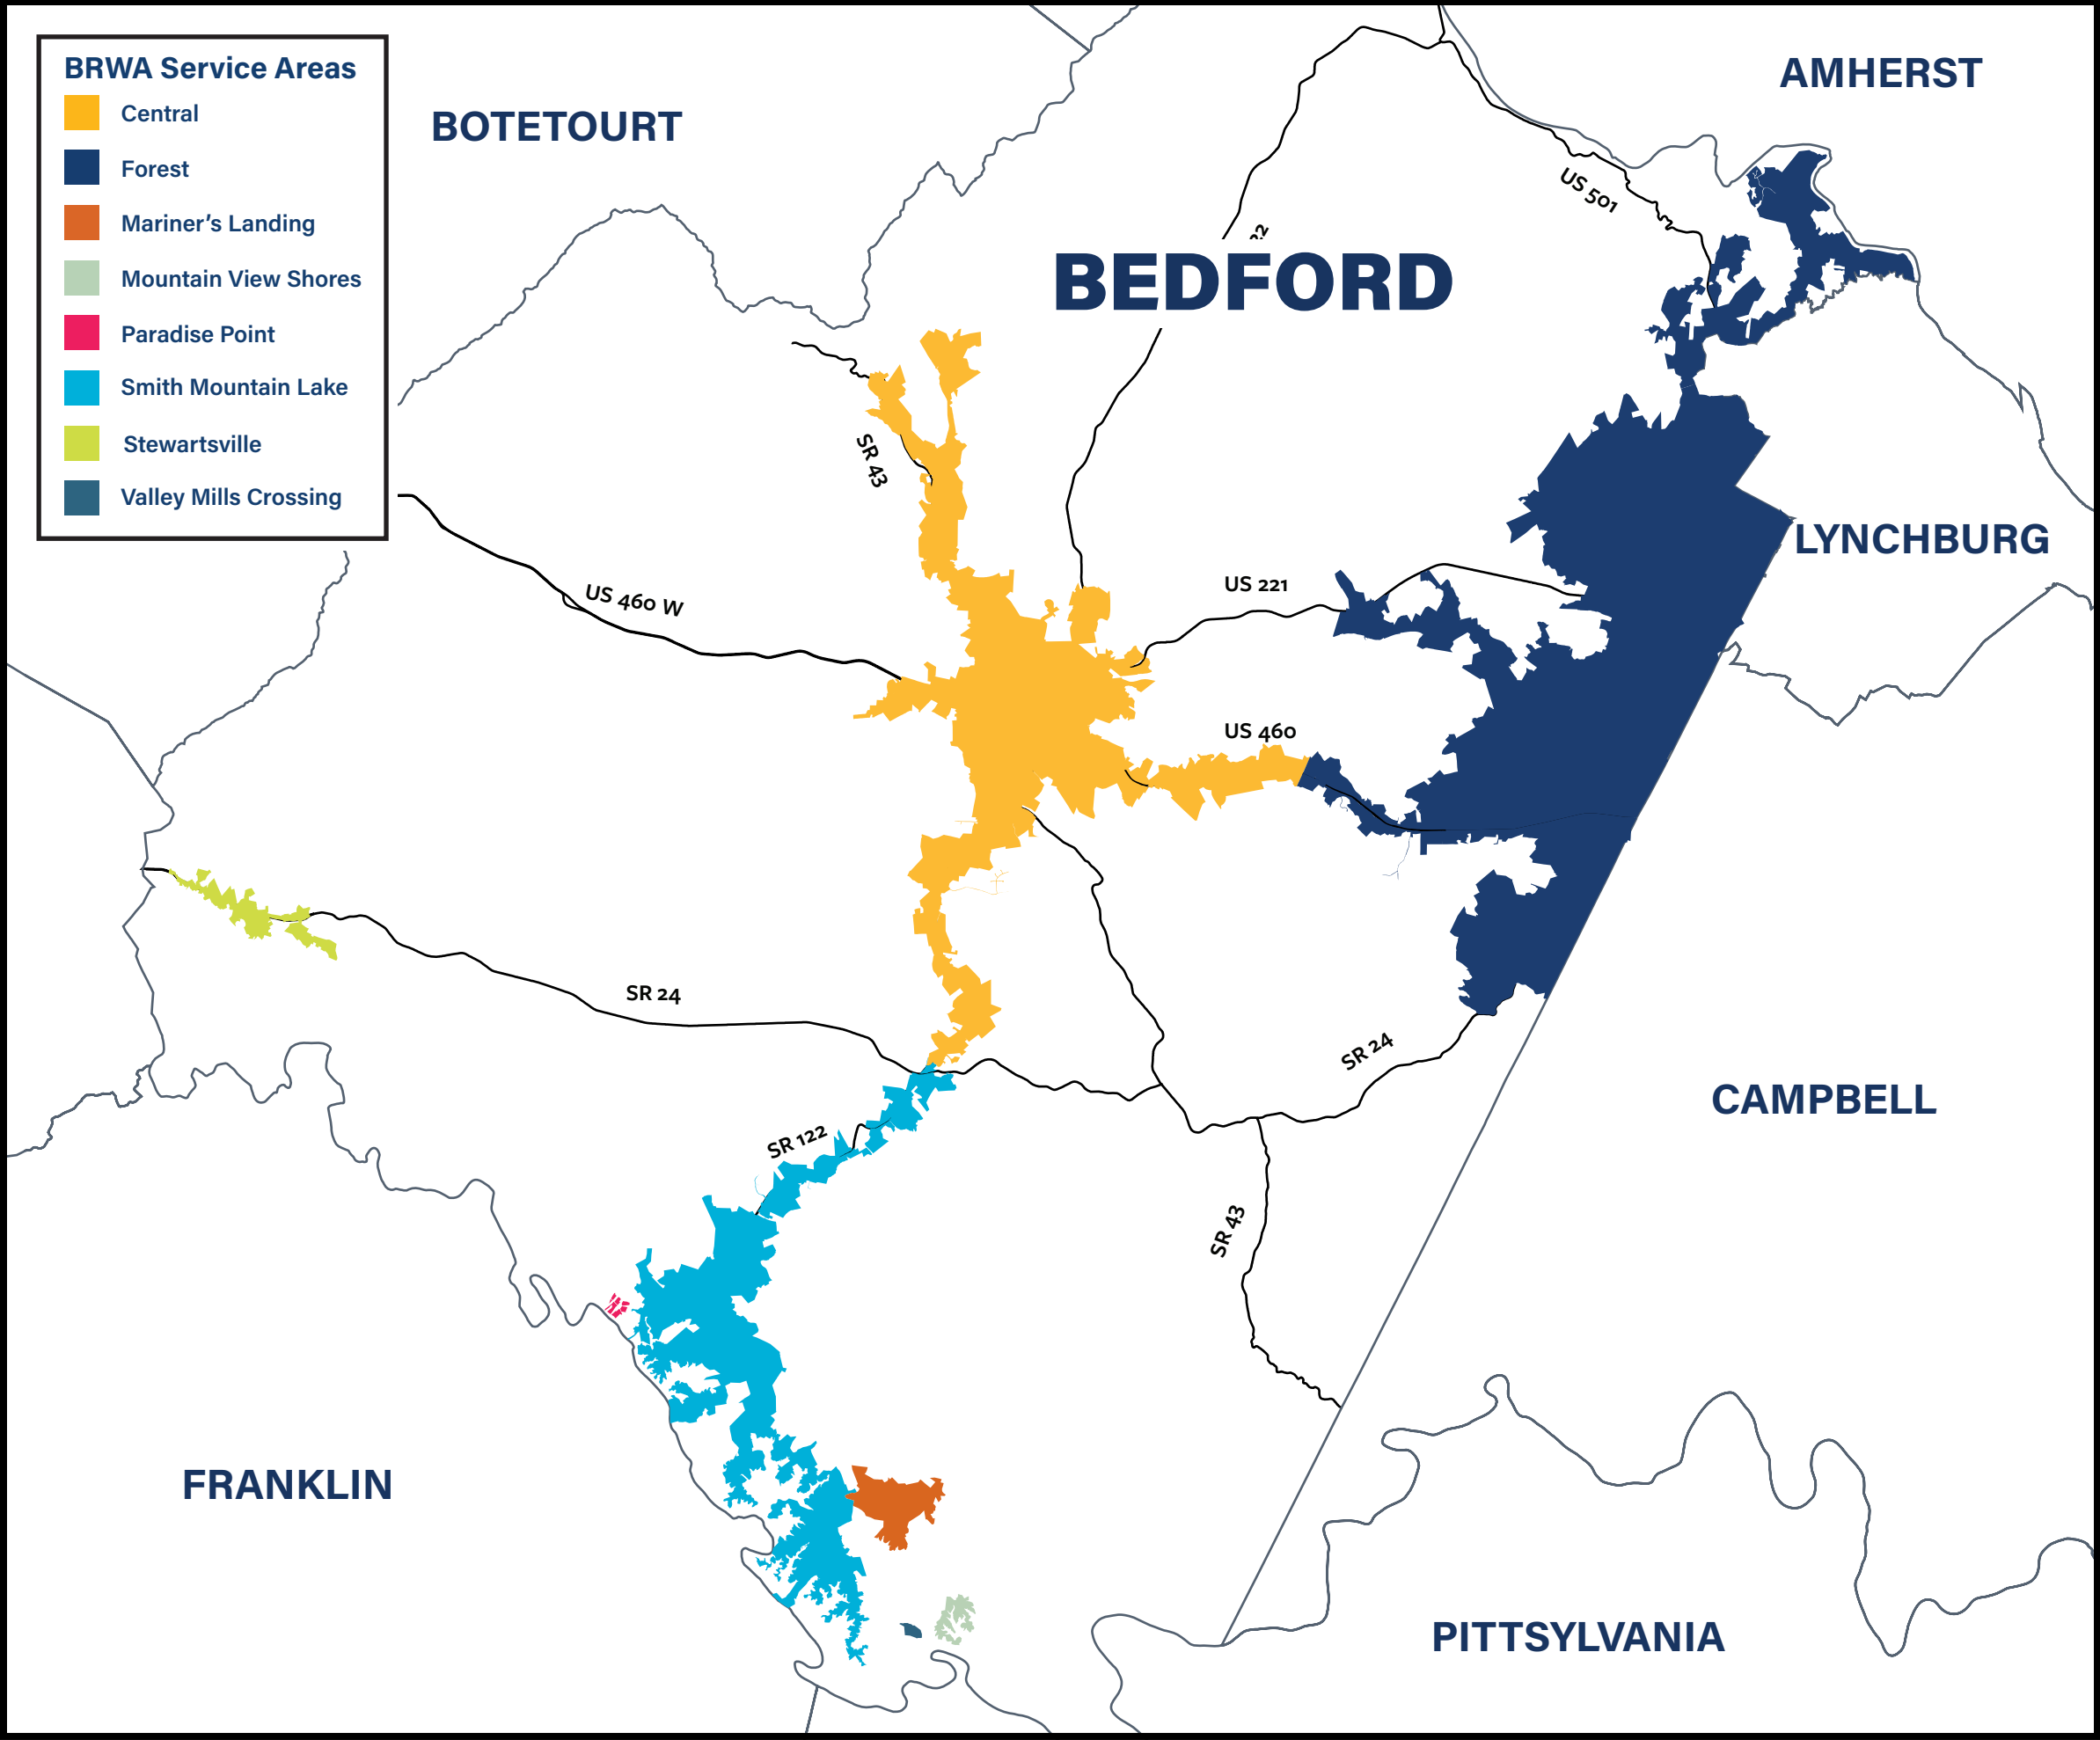 BRWA Service Areas
Central
Forest
Mariner's Landing
Mountain View Shores
Paradise Point
Smith Mountain Lake
Stewartsville
Valley Mills Crossing
AMHERST
BOTETOURT
US 501
BEDFORD
SR 43
LYNCHBURG
US 221
US 460 W
US 460
SR 24
SR 24
CAMPBELL
SR 122
SR 43
FRANKLIN
PITTSYLVANIA